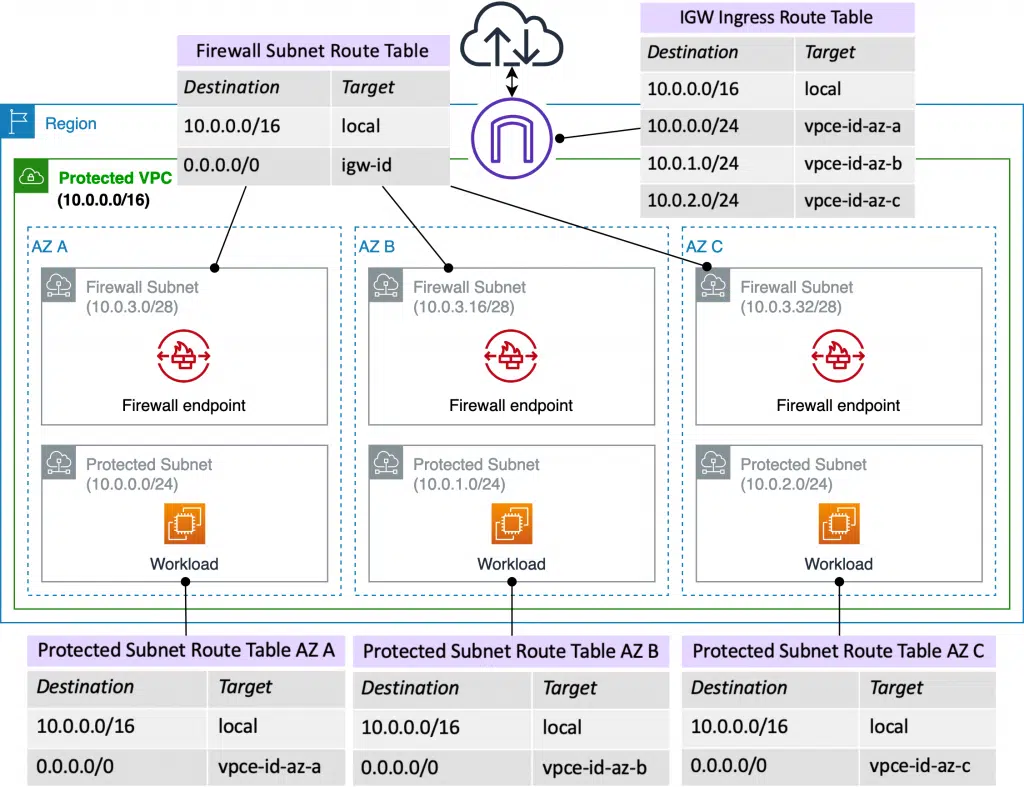 IGW Ingress Route Table
Destination Target
10.0.0.0/16 local
10.0.0.0/24 vpce-id-az-a
10.0.1.0/24 vpce-id-az-b
10.0.2.0/24 vpce-id-az-c
Firewall Subnet Route Table
Destination Target
10.0.0.0/16 local
0.0.0.0/0 igw-id
Region
Protected VPC
(10.0.0.0/16)
AZ A
Firewall Subnet
(10.0.3.0/28)
Firewall endpoint
Protected Subnet
(10.0.0.0/24)
Workload
AZ B
Firewall Subnet
(10.0.3.16/28)
Firewall endpoint
Protected Subnet
(10.0.1.0/24)
Workload
AZ C
Firewall Subnet
(10.0.3.32/28)
Firewall endpoint
Protected Subnet
(10.0.2.0/24)
Workload
Protected Subnet Route Table AZ A
Destination Target
10.0.0.0/16 local
0.0.0.0/0 vpce-id-az-a
Protected Subnet Route Table AZ B
Destination Target
10.0.0.0/16 local
0.0.0.0/0 vpce-id-az-b
Protected Subnet Route Table AZ C
Destination Target
10.0.0.0/16 local
0.0.0.0/0 vpce-id-az-c